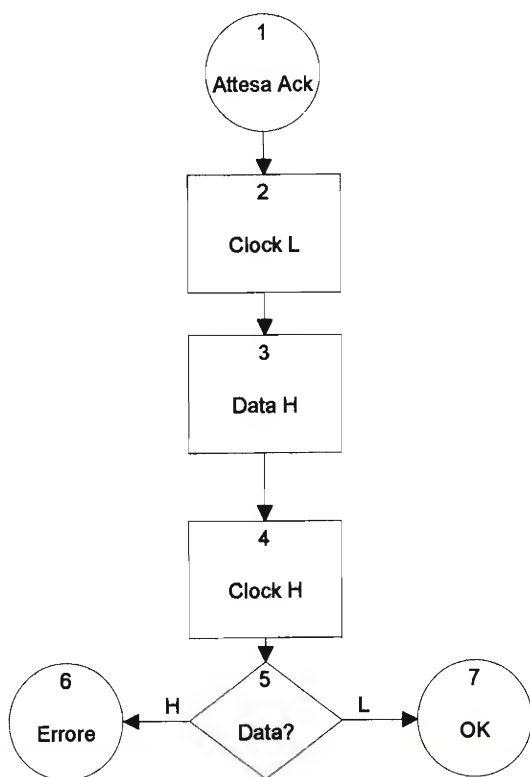 1
Attesa Ack
2
Clock L
3
Data H
4
Clock H
5
Data?
H
L
6
Errore
7
OK